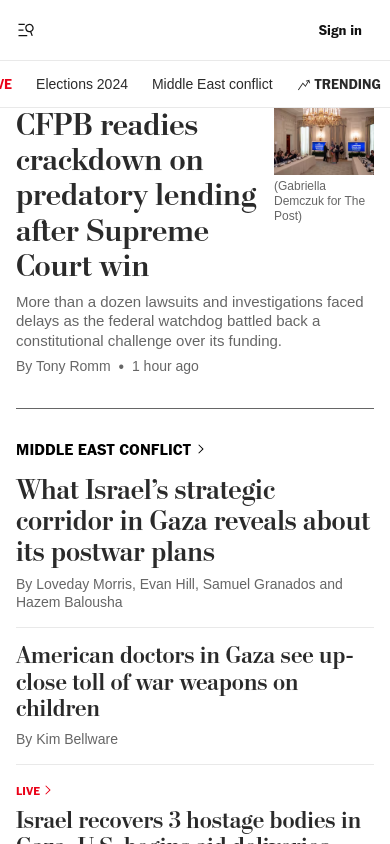 Sign in
VE
Elections 2024
Middle East conflict
TRENDING
CFPB readies
crackdown on
predatory lending
after Supreme
Court win
(Gabriella
Demczuk for The
Post)
More than a dozen lawsuits and investigations faced
delays as the federal watchdog battled back a
constitutional challenge over its funding.
By Tony Romm • 1 hour ago
MIDDLE EAST CONFLICT
What Israel’s strategic
corridor in Gaza reveals about
its postwar plans
By Loveday Morris, Evan Hill, Samuel Granados and
Hazem Balousha
American doctors in Gaza see up-
close toll of war weapons on
children
By Kim Bellware
LIVE
Israel recovers 3 hostage bodies in
Gaza, U.S. begins aid deliveries